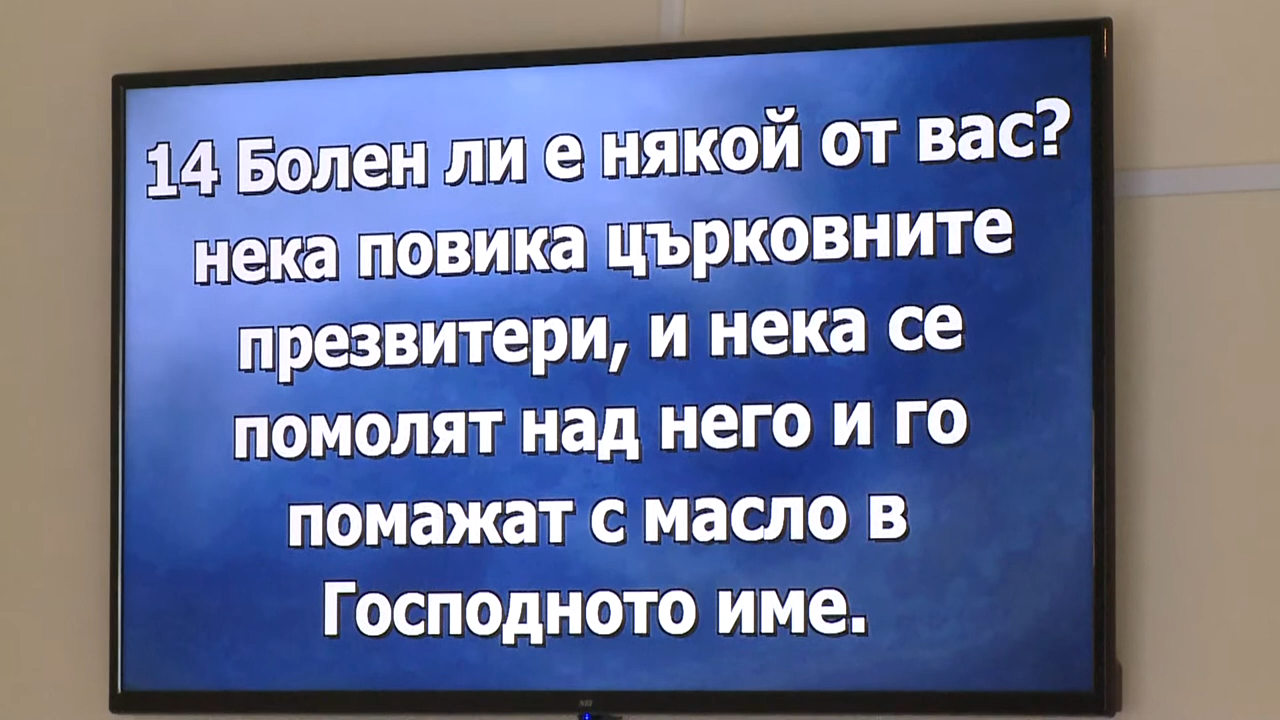 14 Болен ли е някой от вас?
нека повика църковните
презвитери, и нека се
помолят над него и го
помажат с масло в
Господното име.